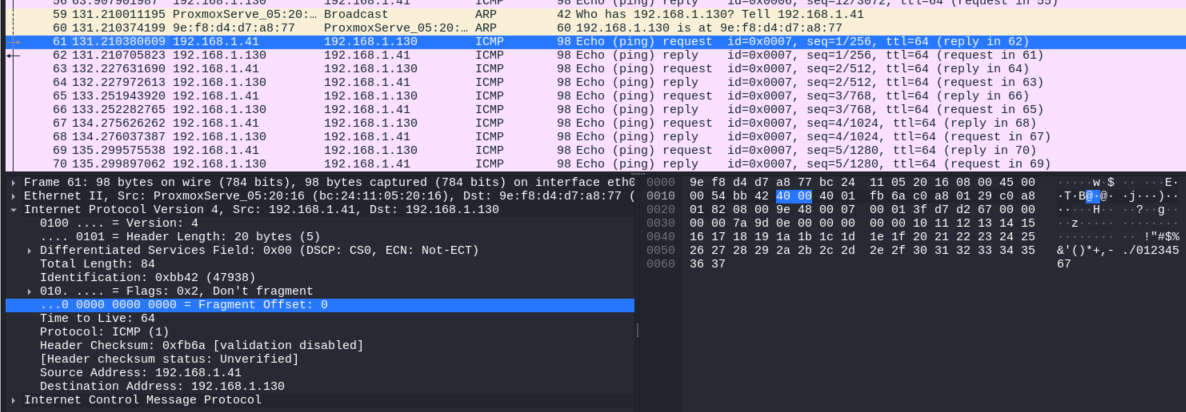 56 63.907901987 192.168.1.130 192.168.1.41 ICMP 98 Echo (ping) reply id=0x0006, seq=12/3072, ttl=64 (request in 55)
59 131.210011195 ProxmoxServe_05:20:… Broadcast ARP 42 Who has 192.168.1.130? Tell 192.168.1.41
60 131.210374199 9e:f8:d4:d7:a8:77 ProxmoxServe_05:20:… ARP 60 192.168.1.130 is at 9e:f8:d4:d7:a8:77
61 131.210380609 192.168.1.41 192.168.1.130 ICMP 98 Echo (ping) request id=0x0007, seq=1/256, ttl=64 (reply in 62)
62 131.210705823 192.168.1.130 192.168.1.41 ICMP 98 Echo (ping) reply id=0x0007, seq=1/256, ttl=64 (request in 61)
63 132.227631690 192.168.1.41 192.168.1.130 ICMP 98 Echo (ping) request id=0x0007, seq=2/512, ttl=64 (reply in 64)
64 132.227972613 192.168.1.130 192.168.1.41 ICMP 98 Echo (ping) reply id=0x0007, seq=2/512, ttl=64 (request in 63)
65 133.251943920 192.168.1.41 192.168.1.130 ICMP 98 Echo (ping) request id=0x0007, seq=3/768, ttl=64 (reply in 66)
66 133.252282765 192.168.1.130 192.168.1.41 ICMP 98 Echo (ping) reply id=0x0007, seq=3/768, ttl=64 (request in 65)
67 134.275626262 192.168.1.41 192.168.1.130 ICMP 98 Echo (ping) request id=0x0007, seq=4/1024, ttl=64 (reply in 68)
68 134.276037387 192.168.1.130 192.168.1.41 ICMP 98 Echo (ping) reply id=0x0007, seq=4/1024, ttl=64 (request in 67)
69 135.299575538 192.168.1.41 192.168.1.130 ICMP 98 Echo (ping) request id=0x0007, seq=5/1280, ttl=64 (reply in 70)
70 135.299897062 192.168.1.130 192.168.1.41 ICMP 98 Echo (ping) reply id=0x0007, seq=5/1280, ttl=64 (request in 69)
Frame 61: 98 bytes on wire (784 bits), 98 bytes captured (784 bits) on interface ethe
Ethernet II, Src: ProxmoxServe_05:20:16 (bc:24:11:05:20:16), Dst: 9e:f8:d4:d7:a8:77 (
Internet Protocol Version 4, Src: 192.168.1.41, Dst: 192.168.1.130
0100 .... = Version: 4
.... 0101 = Header Length: 20 bytes (5)
Differentiated Services Field: 0x00 (DSCP: CS0, ECN: Not-ECT)
Total Length: 84
Identification: 0xbb42 (47938)
010. .... = Flags: 0x2, Don't fragment
...0 0000 0000 0000 = Fragment Offset: 0
Time to Live: 64
Protocol: ICMP (1)
Header Checksum: 0xfb6a [validation disabled]
[Header checksum status: Unverified]
Source Address: 192.168.1.41
Destination Address: 192.168.1.130
Internet Control Message Protocol
0000 9e f8 d4 d7 a8 77 bc 24 11 05 20 16 08 00 45 00 ·····w·$ ·· ···E·
0010 00 54 bb 42 40 00 40 01 fb 6a c0 a8 01 29 c0 a8 ·T·B@·@· ·j···)··
0020 01 82 08 00 9e 48 00 07 00 01 3f d7 d2 67 00 00 ·····H·· ··?··g··
0030 00 00 7a 9d 0e 00 00 00 00 00 10 11 12 13 14 15 ··z····· ········
0040 16 17 18 19 1a 1b 1c 1d 1e 1f 20 21 22 23 24 25 ········ ·· !"#$%
0050 26 27 28 29 2a 2b 2c 2d 2e 2f 30 31 32 33 34 35 &'()*+,- ./012345
0060 36 37 67